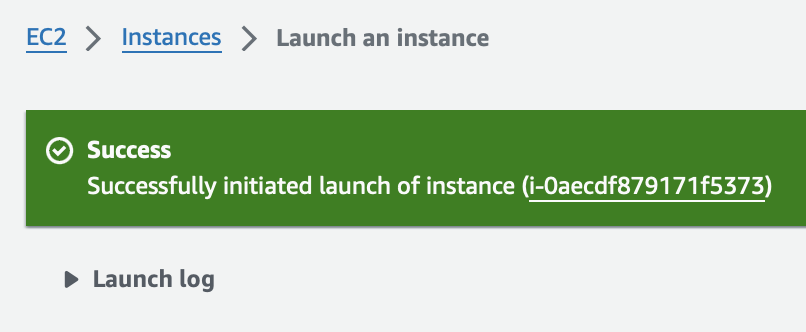 EC2 > Instances > Launch an instance
Success
Successfully initiated launch of instance (i-0aecdf879171f5373)
Launch log